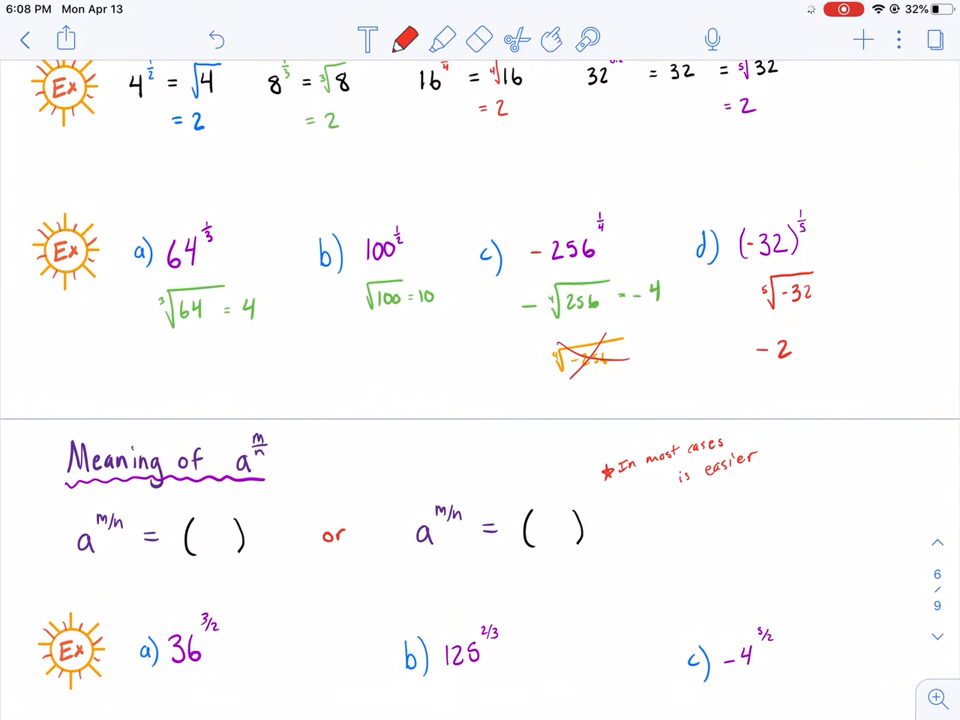 6:08 PM Mon Apr 13 32%
T
Ex 4^{1/2} = √4 8^{1/3} = ∛8 16^{1/4} = ∜16 32 = 32 = ⁵√32
= 2 = 2 = 2 = 2
Ex a) 64^{1/3} b) 100^{1/2} c) -256^{1/4} d) (-32)^{1/5}
∛64 = 4 √100 = 10 -∜256 = -4 ⁵√-32
∜-256 -2
Meaning of a^{m/n}
★ In most cases
is easier
a^{m/n} = ( ) or a^{m/n} = ( )
6
/
9
Ex a) 36^{3/2} b) 125^{2/3} c) -4^{5/2}